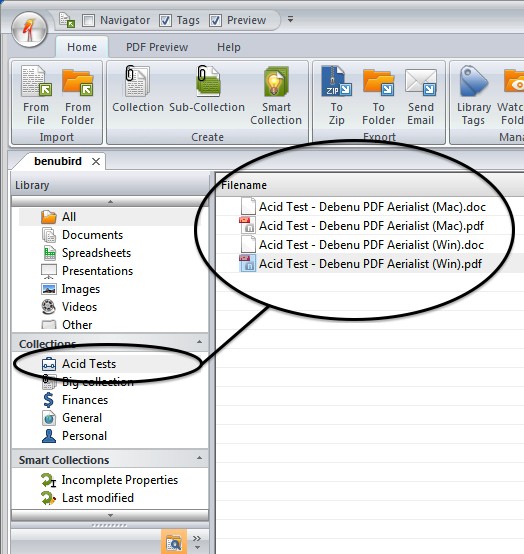 Navigator Tags Preview
Home PDF Preview Help
From File
From Folder
Collection
Sub-Collection
Smart Collection
To Zip
To Folder
Send Email
Library Tags
Import
Create
Export
benubird
Library
Filename
All
Documents
Spreadsheets
Presentations
Images
Videos
Other
Collections
Acid Tests
Big collection
Finances
General
Personal
Smart Collections
Incomplete Properties
Last modified
Acid Test - Debenu PDF Aerialist (Mac).doc
Acid Test - Debenu PDF Aerialist (Mac).pdf
Acid Test - Debenu PDF Aerialist (Win).doc
Acid Test - Debenu PDF Aerialist (Win).pdf